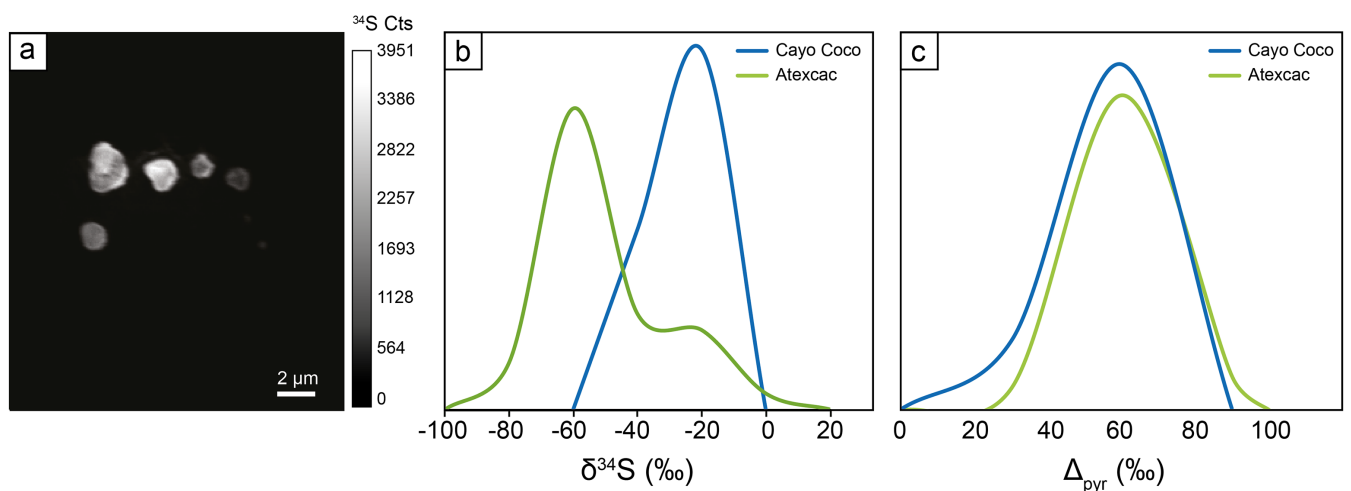 a
³⁴S Cts
3951
3386
2822
2257
1693
1128
564
0
2 μm
b
Cayo Coco
Atexcac
-100 -80 -60 -40 -20 0 20
δ³⁴S (‰)
c
Cayo Coco
Atexcac
0 20 40 60 80 100
Δpyr (‰)